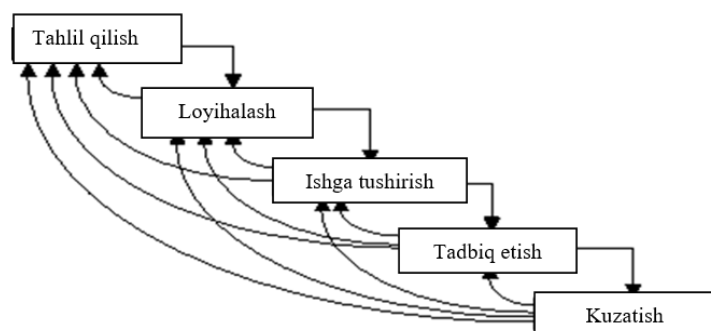 Tahlil qilish
Loyihalash
Ishga tushirish
Tadbiq etish
Kuzatish